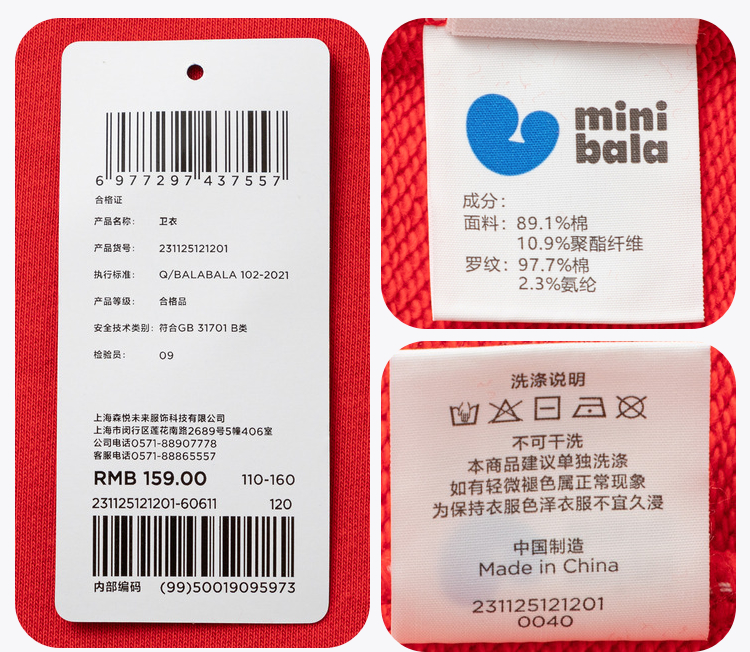 6 977297 437557
合格证
产品名称: 卫衣
产品货号: 231125121201
执行标准: Q/BALABALA 102-2021
产品等级: 合格品
安全技术类别: 符合GB 31701 B类
检验员: 09
上海森悦未来服饰科技有限公司
上海市闵行区莲花南路2689号5幢406室
公司电话0571-88907778
客服电话0571-88865557
RMB 159.00 110-160
231125121201-60611 120
内部编码 (99)50019095973
mini
bala
成分:
面料: 89.1%棉
10.9%聚酯纤维
罗纹: 97.7%棉
2.3%氨纶
洗涤说明
不可干洗
本商品建议单独洗涤
如有轻微褪色属正常现象
为保持衣服色泽衣服不宜久浸
中国制造
Made in China
231125121201
0040